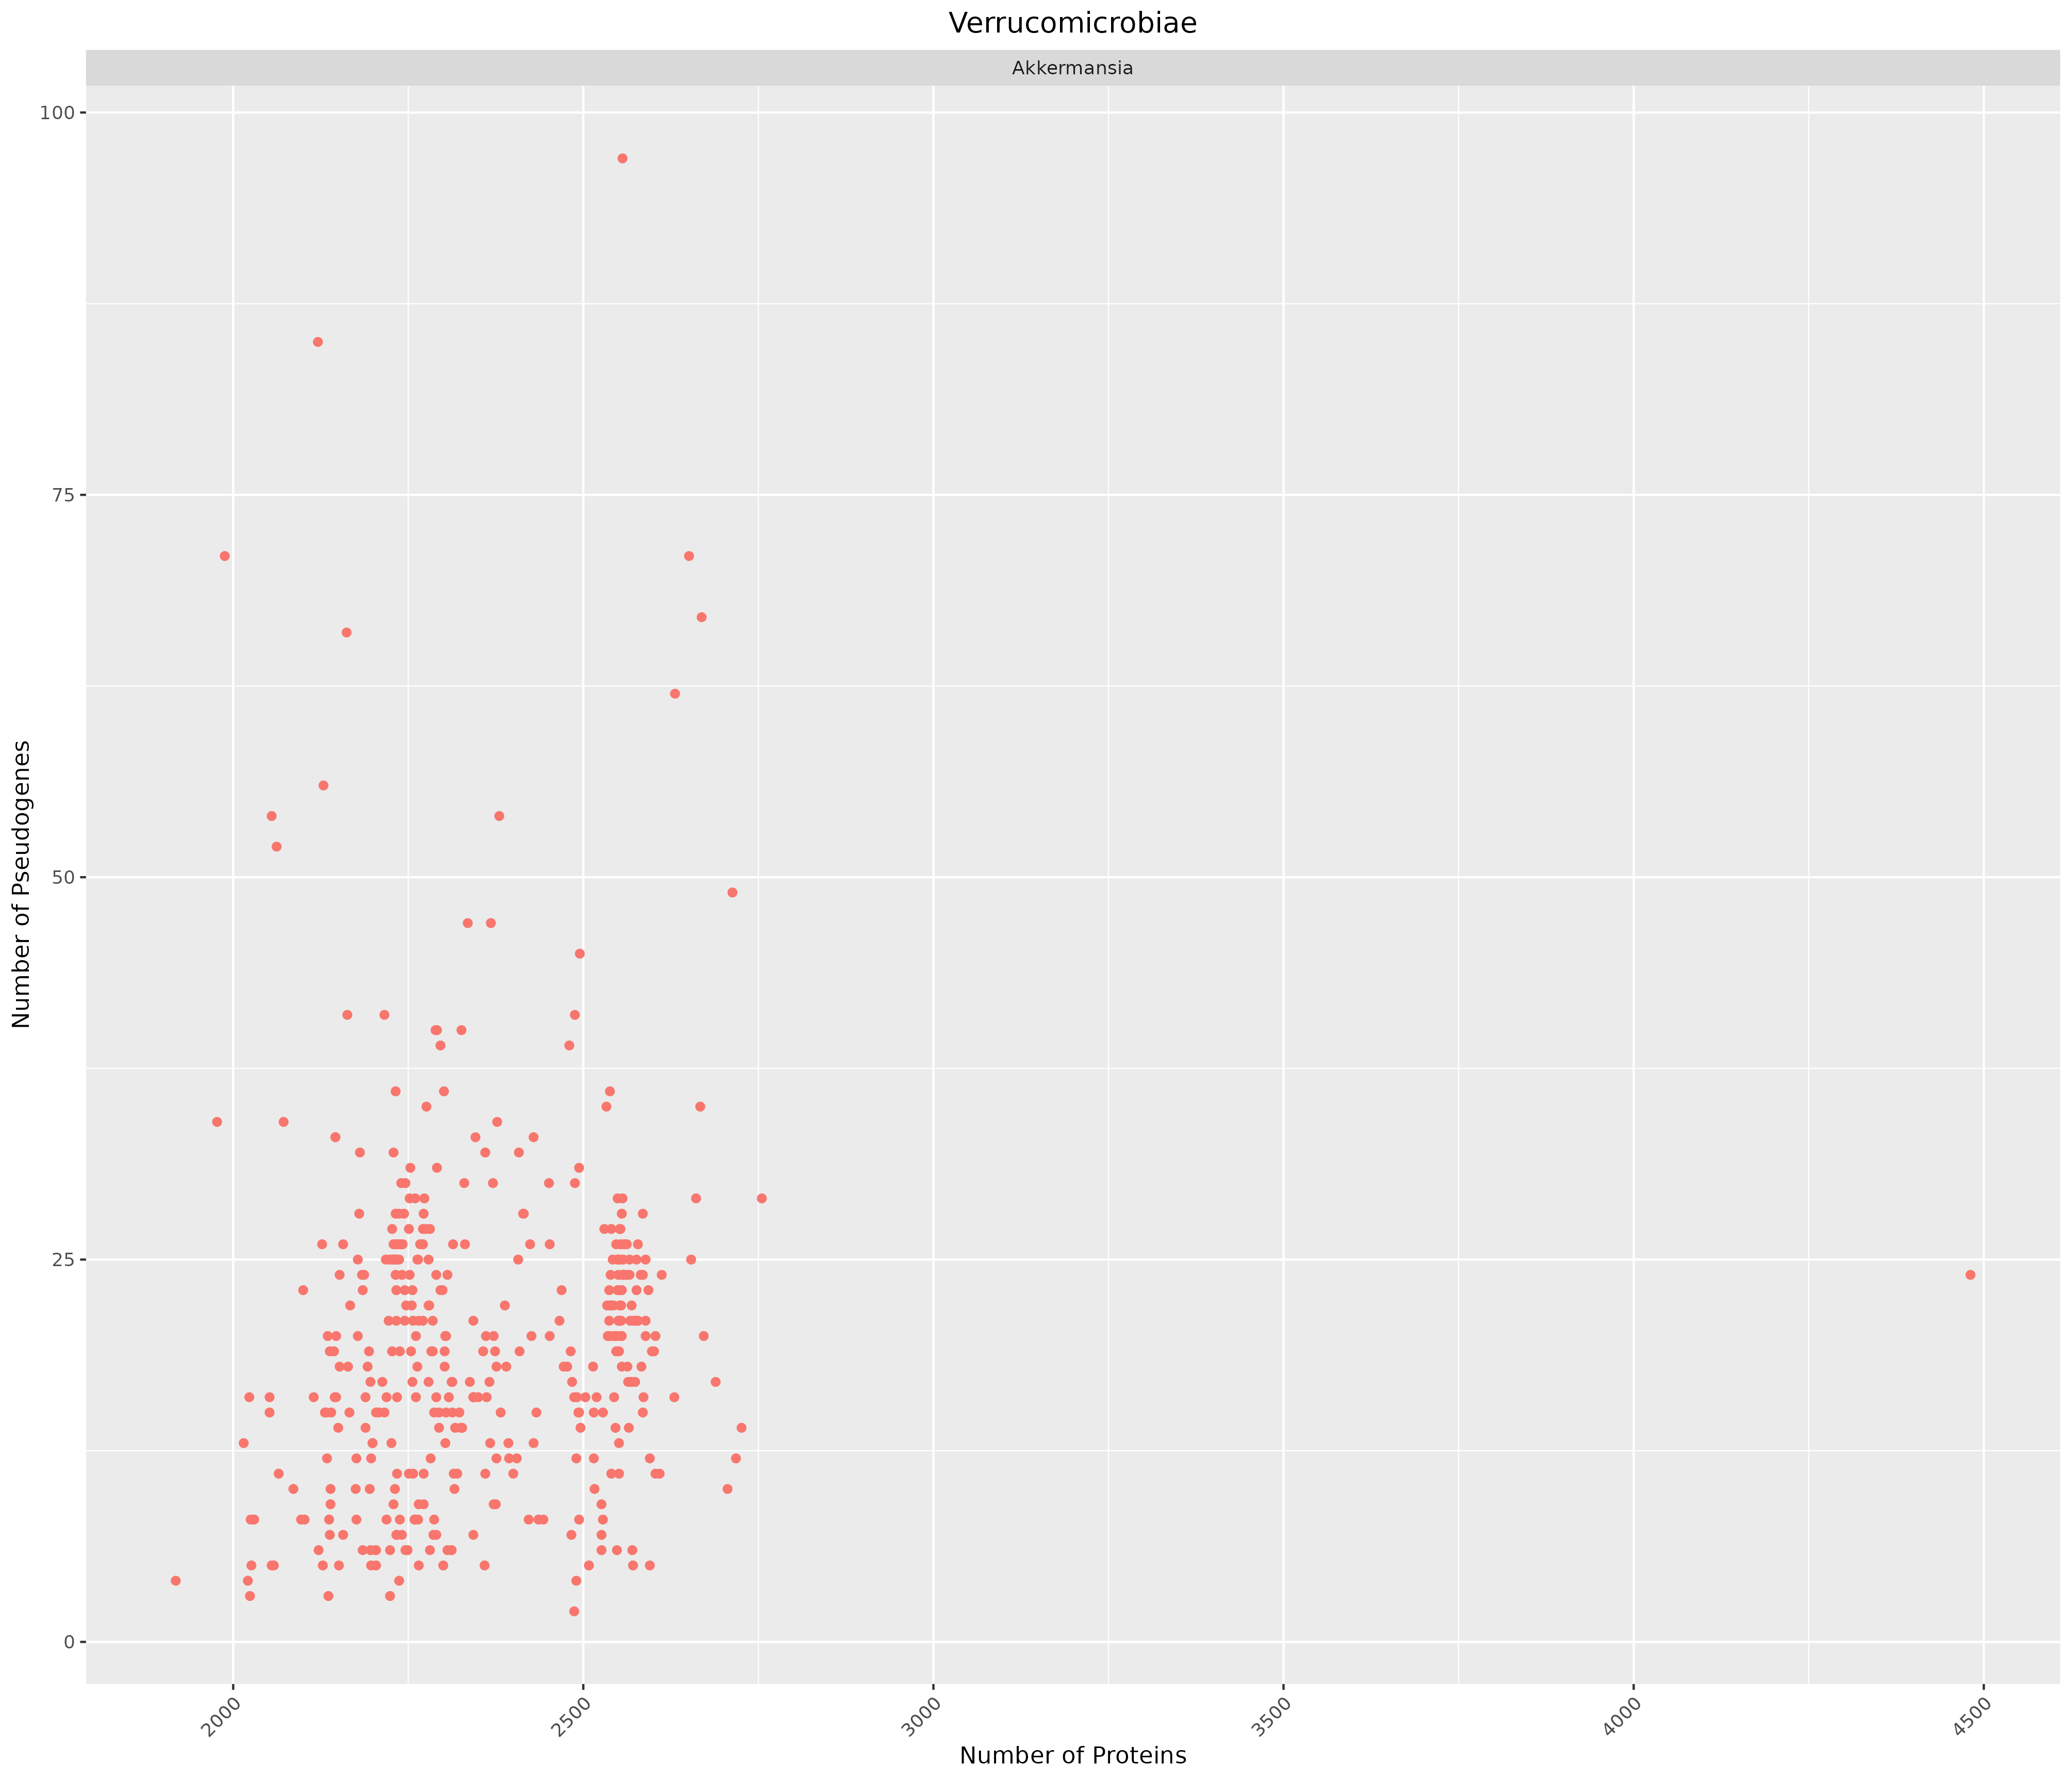 Verrucomicrobiae
Akkermansia
Number of Pseudogenes
100
75
50
25
0
2000
2500
3000
3500
4000
4500
Number of Proteins